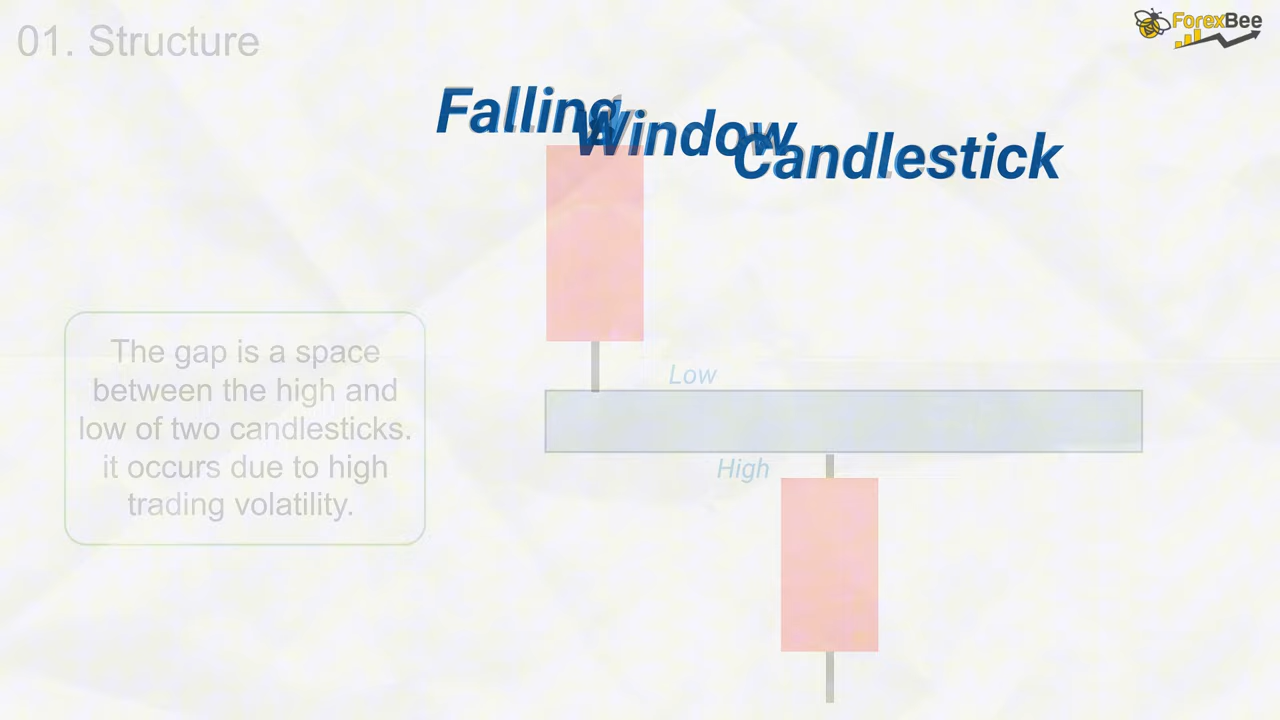 01. Structure
ForexBee
Falling
Window
Candlestick
The gap is a space
between the high and
low of two candlesticks.
it occurs due to high
trading volatility.
Low
High